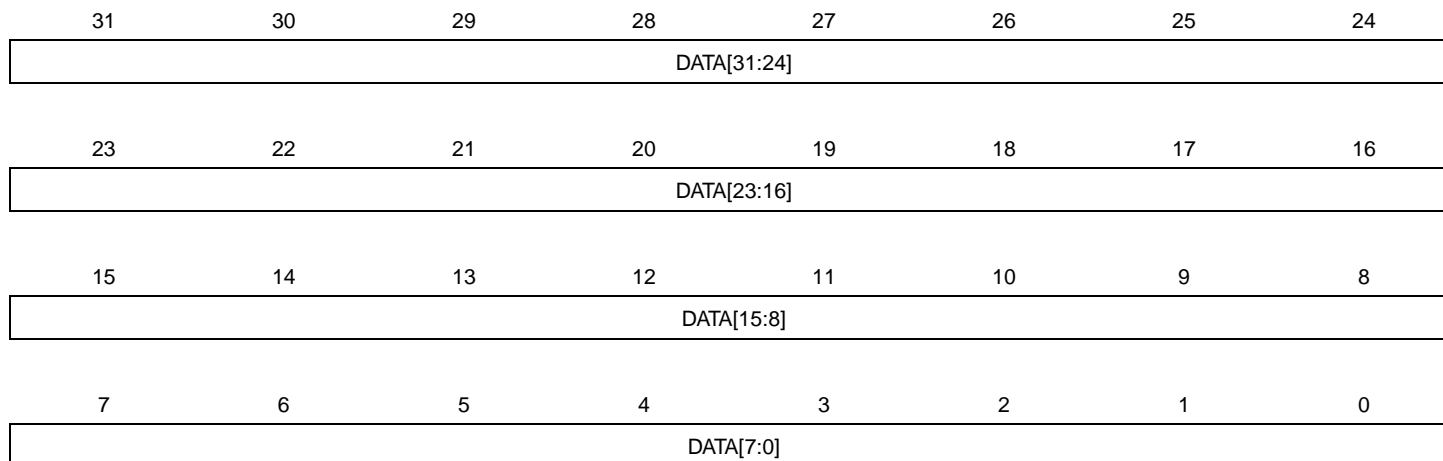 31 30 29 28 27 26 25 24
DATA[31:24]
23 22 21 20 19 18 17 16
DATA[23:16]
15 14 13 12 11 10 9 8
DATA[15:8]
7 6 5 4 3 2 1 0
DATA[7:0]